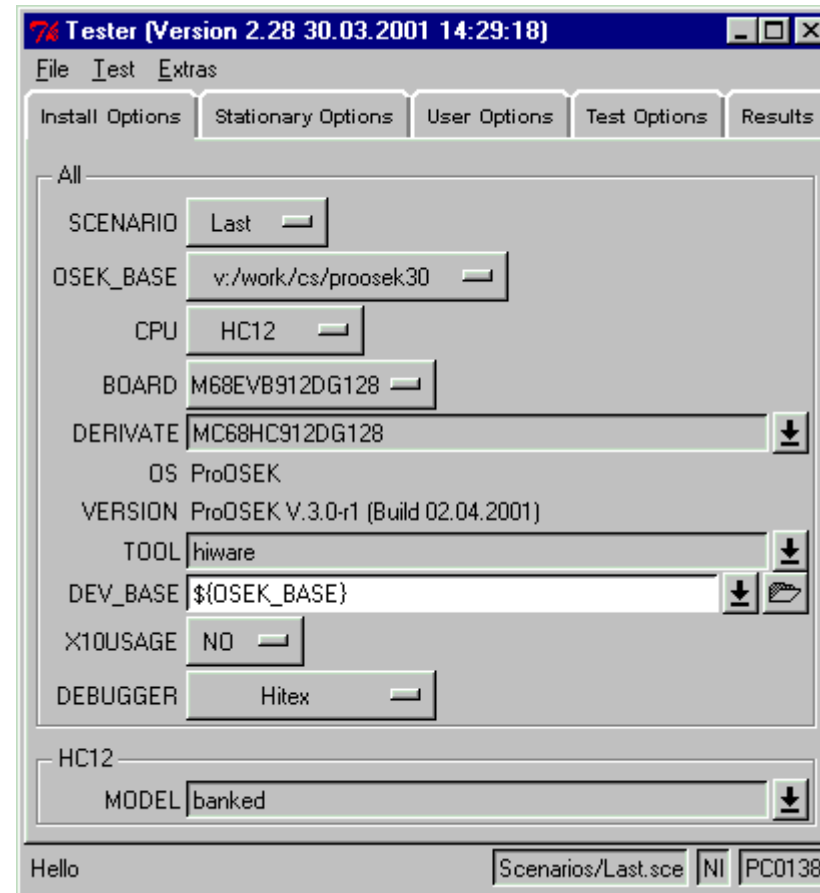 Tester (Version 2.28 30.03.2001 14:29:18)
File Test Extras
Install Options Stationary Options User Options Test Options Results
All
SCENARIO Last
OSEK_BASE v:/work/cs/proosek30
CPU HC12
BOARD M68EVB912DG128
DERIVATE MC68HC912DG128
OS ProOSEK
VERSION ProOSEK V.3.0-r1 (Build 02.04.2001)
TOOL hiware
DEV_BASE ${OSEK_BASE}
X10USAGE NO
DEBUGGER Hitex
HC12
MODEL banked
Hello Scenarios/Last.sce NI PC0138